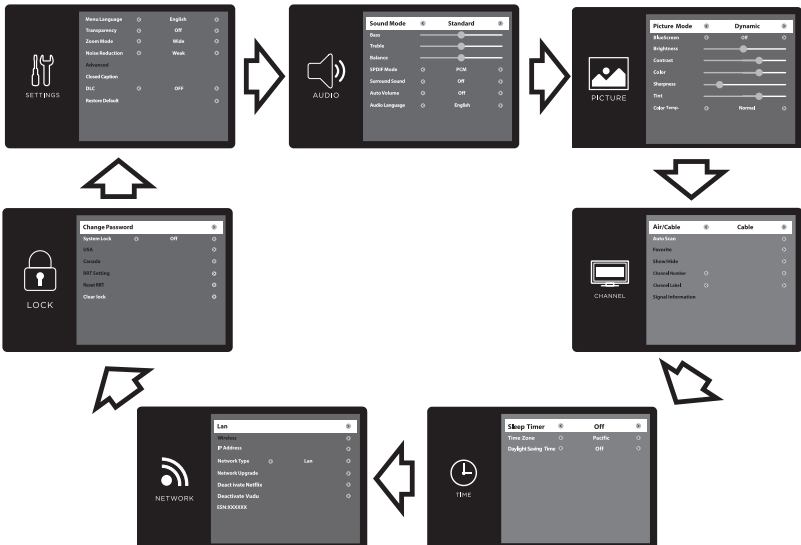 SETTINGS
Menu Language English
Transparency Off
Zoom Mode Wide
Noise Reduction Weak
Advanced
Closed Caption
DLC OFF
Restore Default
AUDIO
Sound Mode Standard
Bass
Treble
Balance
SPDIF Mode PCM
Surround Sound Off
Auto Volume Off
Audio Language English
PICTURE
Picture Mode Dynamic
BlueScreen Off
Brightness
Contrast
Color
Sharpness
Tint
Color Temp. Normal
LOCK
Change Password
System Lock Off
USA
Canada
RRT Setting
Reset RRT
Clear lock
CHANNEL
Air/Cable Cable
Auto Scan
Favorite
Show/Hide
Channel Number
Channel Label
Signal Information
NETWORK
Lan
Wireless
IP Address
Network Type Lan
Network Upgrade
Deactivate Netflix
Deactivate Vudu
ESN:XXXXXX
TIME
Sleep Timer Off
Time Zone Pacific
Daylight Saving Time Off